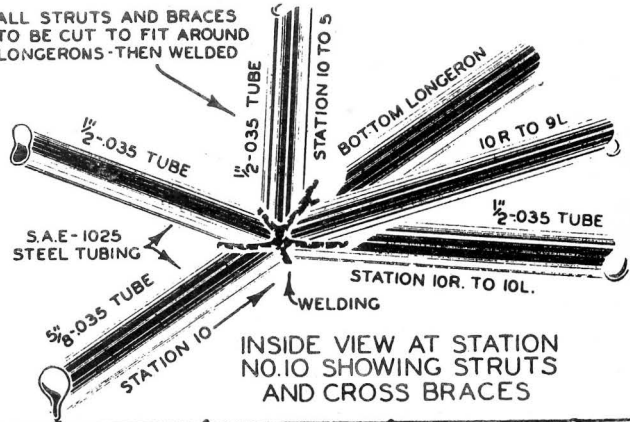 ALL STRUTS AND BRACES
TO BE CUT TO FIT AROUND
LONGERONS-THEN WELDED
1/2"-.035 TUBE
STATION 10 TO 5
BOTTOM LONGERON
10 R TO 9L
1/2"-.035 TUBE
1/2"-.035 TUBE
S.A.E-1025
STEEL TUBING
STATION 10R. TO 10L.
5/8"-.035 TUBE
STATION 10
WELDING
INSIDE VIEW AT STATION
NO.10 SHOWING STRUTS
AND CROSS BRACES